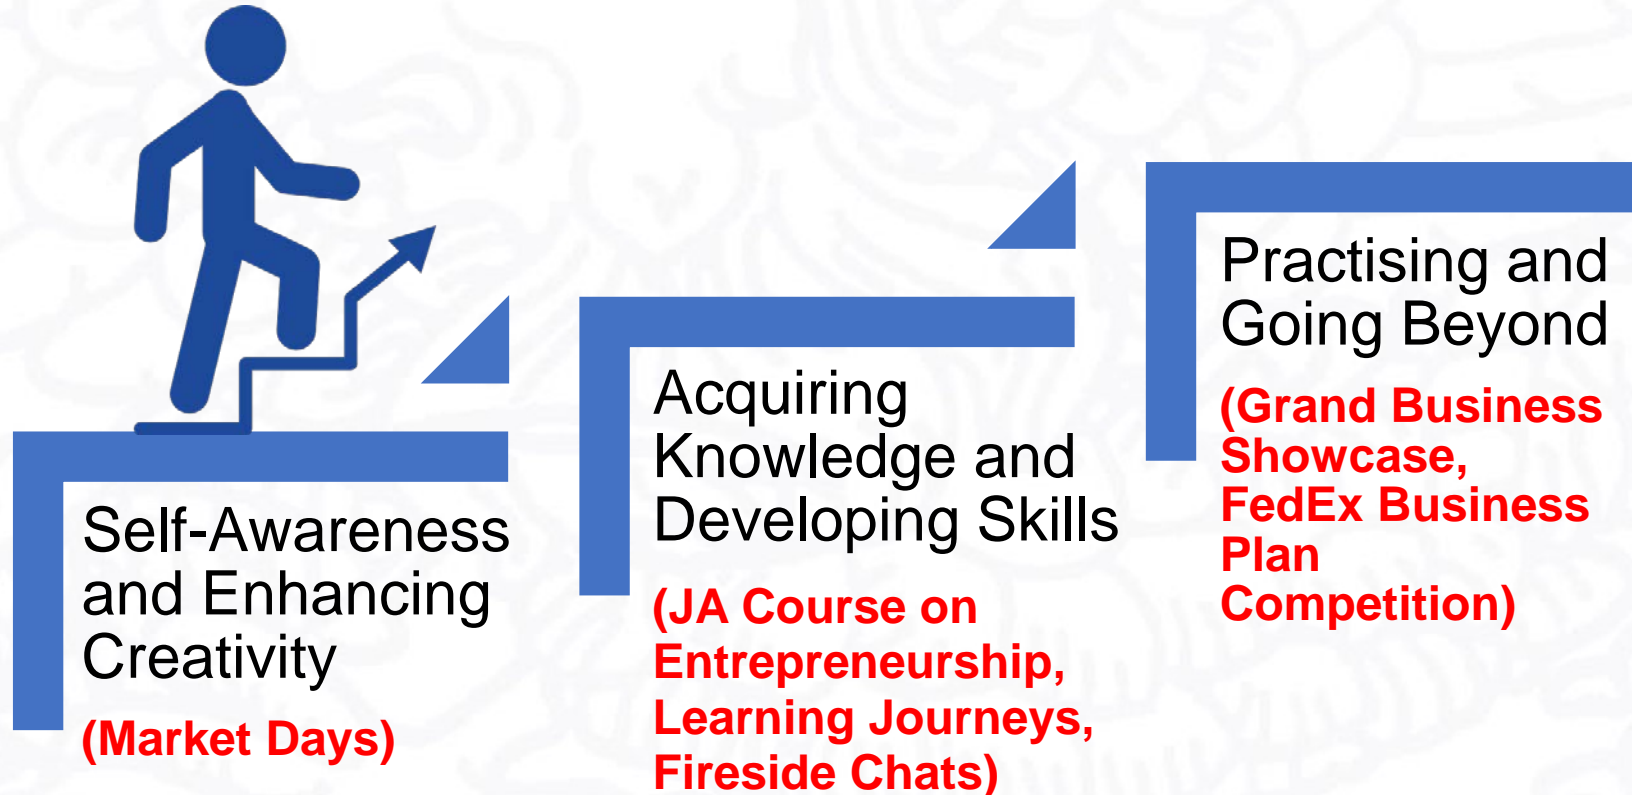 Self-Awareness
and Enhancing
Creativity
(Market Days)
Acquiring
Knowledge and
Developing Skills
(JA Course on
Entrepreneurship,
Learning Journeys,
Fireside Chats)
Practising and
Going Beyond
(Grand Business
Showcase,
FedEx Business
Plan
Competition)